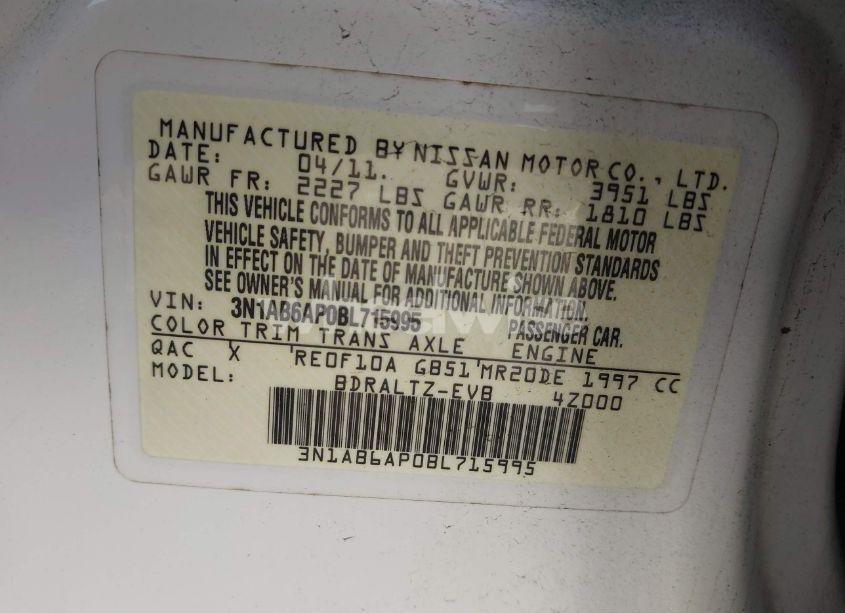 MANUFACTURED BY NISSAN MOTOR CO., LTD.
DATE: 04/11. GVWR: 3951 LBS
GAWR FR: 2227 LBS GAWR RR: 1810 LBS
THIS VEHICLE CONFORMS TO ALL APPLICABLE FEDERAL MOTOR
VEHICLE SAFETY, BUMPER AND THEFT PREVENTION STANDARDS
IN EFFECT ON THE DATE OF MANUFACTURE SHOWN ABOVE.
SEE OWNER'S MANUAL FOR ADDITIONAL INFORMATION.
VIN: 3N1AB6AP0BL715995 PASSENGER CAR.
COLOR TRIM TRANS AXLE ENGINE
QAC X RE0F10A GB51 MR20DE 1997 CC
MODEL: BDRALTZ-EVB 4Z000
3N1AB6AP0BL715995